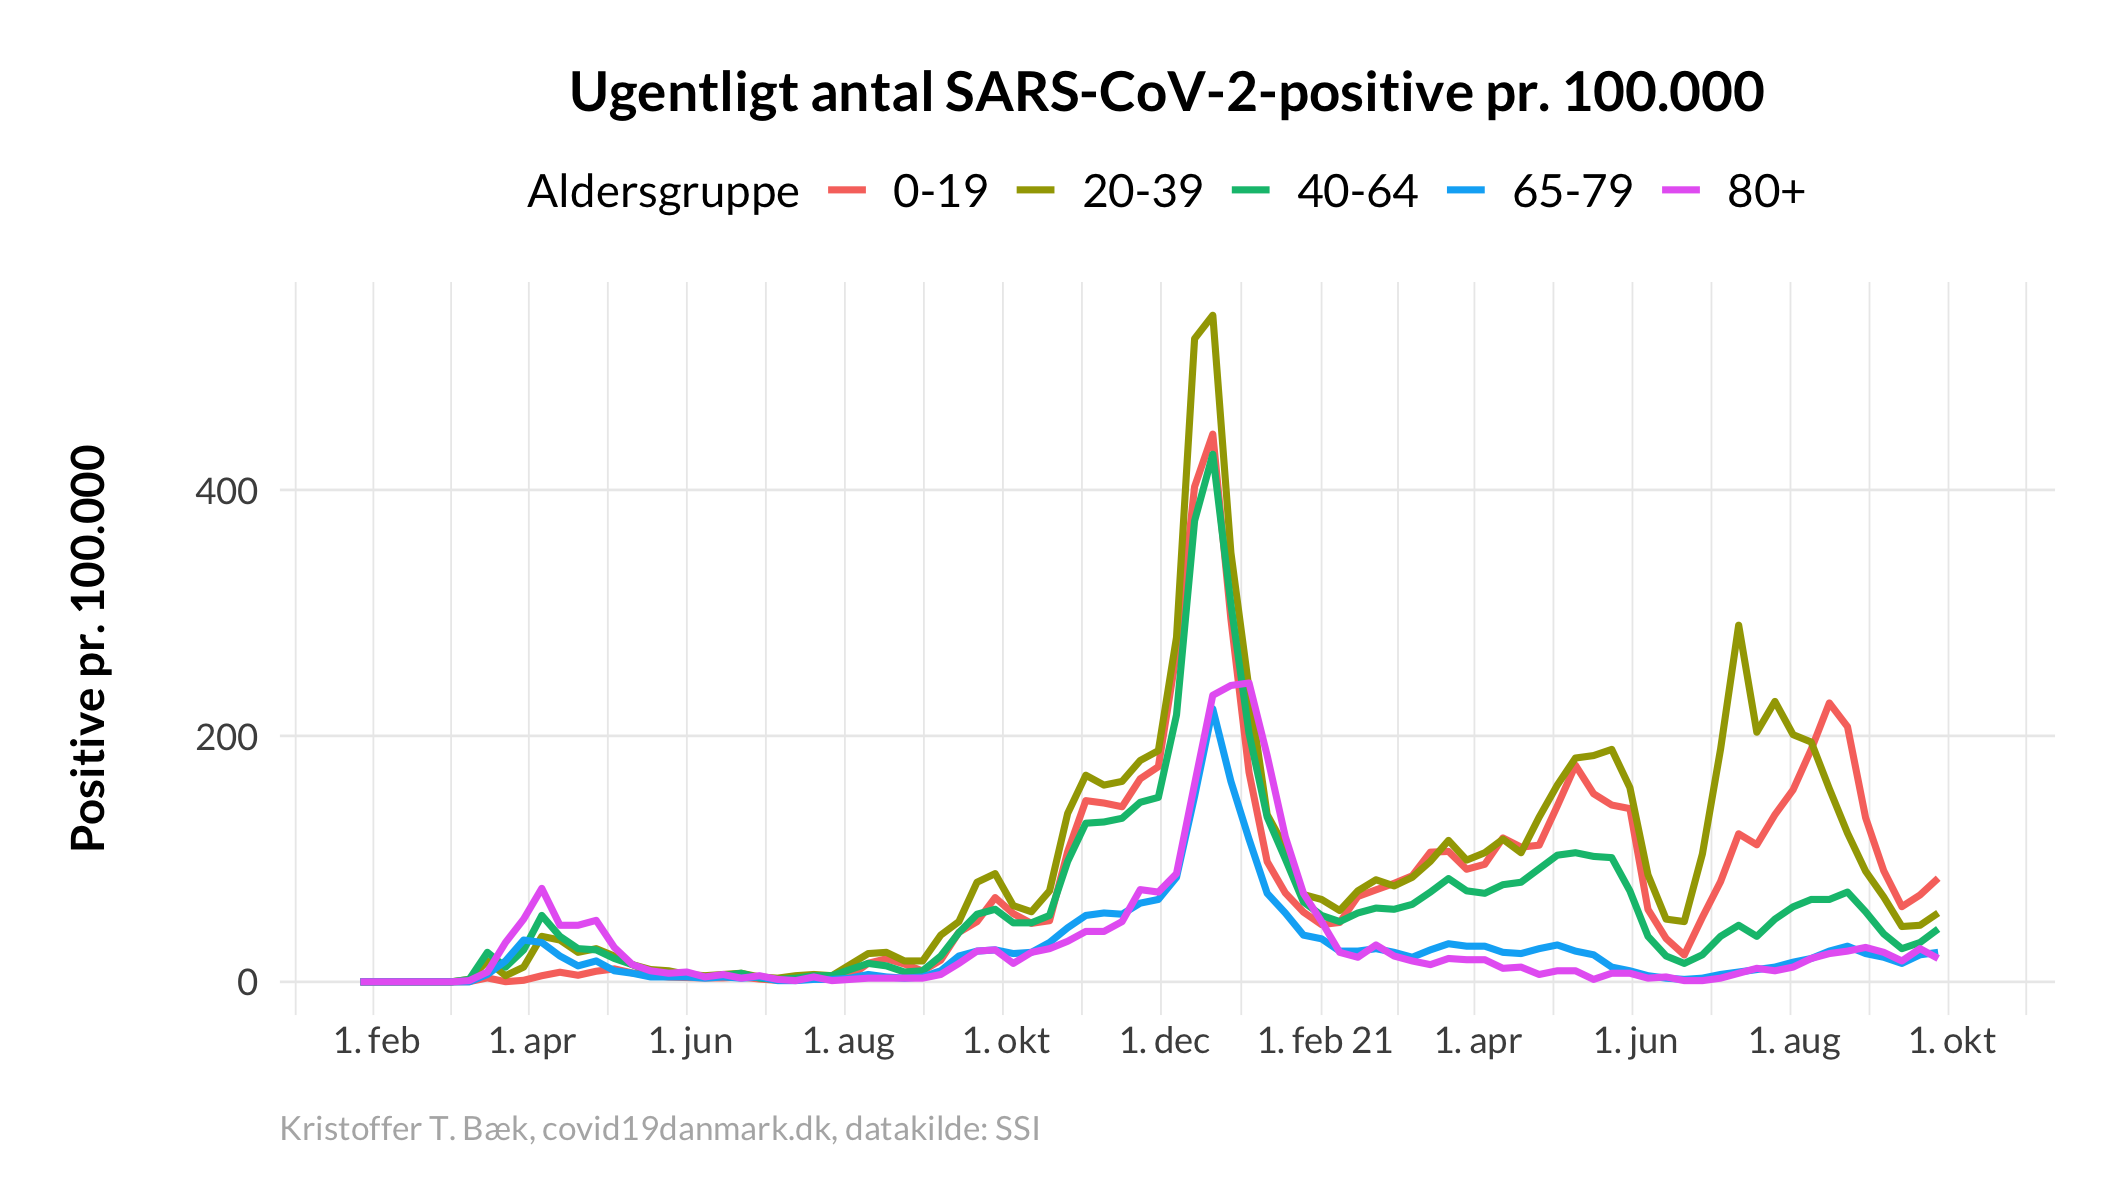 Ugentligt antal SARS-CoV-2-positive pr. 100.000
Aldersgruppe 0-19 20-39 40-64 65-79 80+
Positive pr. 100.000
400
200
0
1. feb 1. apr 1. jun 1. aug 1. okt 1. dec 1. feb 21 1. apr 1. jun 1. aug 1. okt
Kristoffer T. Bæk, covid19danmark.dk, datakilde: SSI